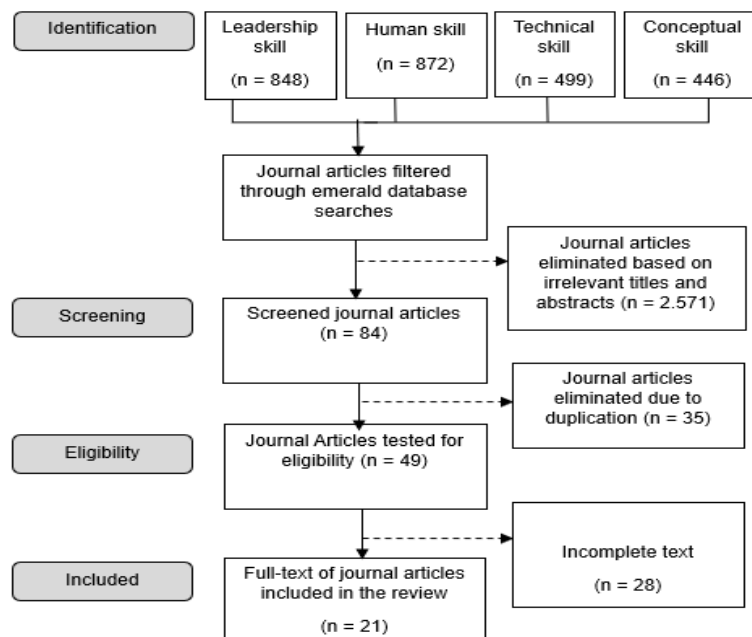 Identification
Leadership
skill
(n = 848)
Human skill
(n = 872)
Technical
skill
(n = 499)
Conceptual
skill
(n = 446)
Journal articles filtered
through emerald database
searches
Journal articles
eliminated based on
irrelevant titles and
abstracts (n = 2.571)
Screening
Screened journal articles
(n = 84)
Journal articles
eliminated due to
duplication (n = 35)
Eligibility
Journal Articles tested for
eligibility (n = 49)
Incomplete text
(n = 28)
Included
Full-text of journal articles
included in the review
(n = 21)